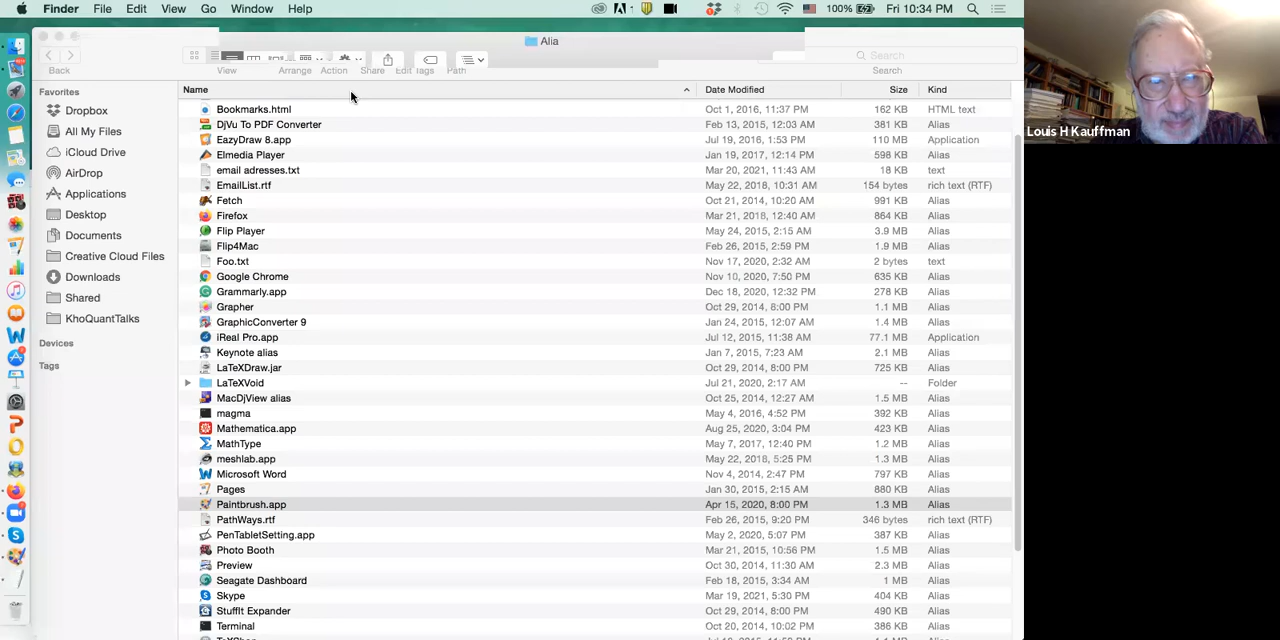 Finder File Edit View Go Window Help 100% Fri 10:34 PM
Alia
Search
Back View Arrange Action Share Edit Tags Path Search
Favorites
Dropbox
All My Files
iCloud Drive
AirDrop
Applications
Desktop
Documents
Creative Cloud Files
Downloads
Shared
KhoQuantTalks
Devices
Tags
Name Date Modified Size Kind
Bookmarks.html Oct 1, 2016, 11:37 PM 162 KB HTML text
DjVu To PDF Converter Feb 13, 2015, 12:03 AM 381 KB Alias
EazyDraw 8.app Jul 19, 2016, 1:53 PM 110 MB Application
Elmedia Player Jan 19, 2017, 12:14 PM 598 KB Alias
email adresses.txt Mar 20, 2021, 11:43 AM 18 KB text
EmailList.rtf May 22, 2018, 10:31 AM 154 bytes rich text (RTF)
Fetch Oct 21, 2014, 10:20 AM 991 KB Alias
Firefox Mar 21, 2018, 12:40 AM 864 KB Alias
Flip Player May 24, 2015, 2:15 AM 3.9 MB Alias
Flip4Mac Feb 26, 2015, 2:59 PM 1.9 MB Alias
Foo.txt Nov 17, 2020, 2:32 AM 2 bytes text
Google Chrome Nov 10, 2020, 7:50 PM 635 KB Alias
Grammarly.app Dec 18, 2020, 12:32 PM 278 KB Alias
Grapher Oct 29, 2014, 8:00 PM 1.1 MB Alias
GraphicConverter 9 Jan 24, 2015, 12:07 AM 1.4 MB Alias
iReal Pro.app Jul 12, 2015, 11:38 AM 77.1 MB Application
Keynote alias Jan 7, 2015, 7:23 AM 2.1 MB Alias
LaTeXDraw.jar Oct 29, 2014, 8:00 PM 725 KB Alias
LaTeXVoid Jul 21, 2020, 2:17 AM -- Folder
MacDjView alias Oct 25, 2014, 12:27 AM 1.5 MB Alias
magma May 4, 2016, 4:52 PM 392 KB Alias
Mathematica.app Aug 25, 2020, 3:04 PM 423 KB Alias
MathType May 7, 2017, 12:40 PM 1.2 MB Alias
meshlab.app May 22, 2018, 5:25 PM 1.3 MB Alias
Microsoft Word Nov 4, 2014, 2:47 PM 797 KB Alias
Pages Jan 30, 2015, 2:15 AM 880 KB Alias
Paintbrush.app Apr 15, 2020, 8:00 PM 1.3 MB Alias
PathWays.rtf Feb 26, 2015, 9:20 PM 346 bytes rich text (RTF)
PenTabletSetting.app May 2, 2020, 5:07 PM 387 KB Alias
Photo Booth Mar 21, 2015, 10:56 PM 1.5 MB Alias
Preview Oct 30, 2014, 11:30 AM 2.3 MB Alias
Seagate Dashboard Feb 18, 2015, 3:34 AM 1 MB Alias
Skype Mar 19, 2021, 5:30 PM 404 KB Alias
StuffIt Expander Oct 29, 2014, 8:00 PM 490 KB Alias
Terminal Oct 20, 2014, 10:02 PM 386 KB Alias
Louis H Kauffman